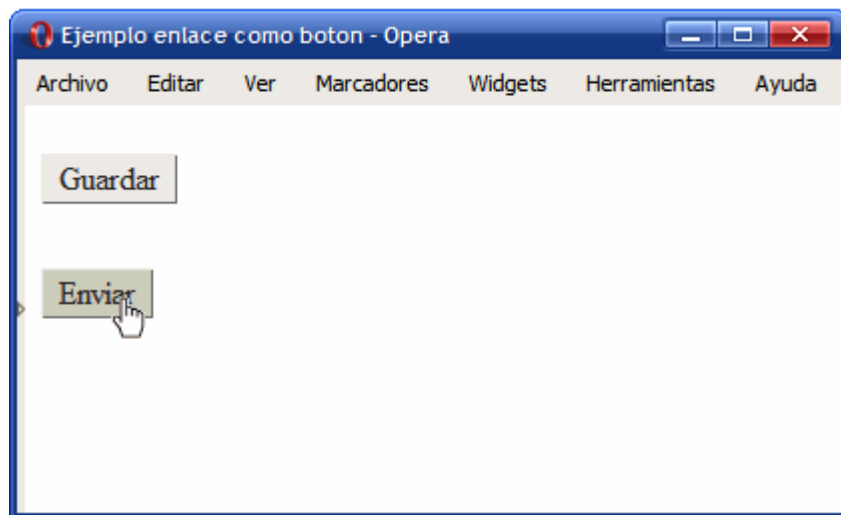 Ejemplo enlace como boton - Opera
Archivo Editar Ver Marcadores Widgets Herramientas Ayuda
Guardar
Enviar